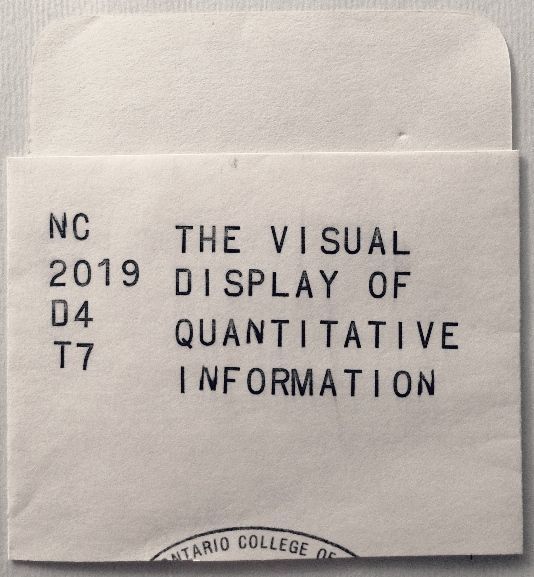 NC
2019
D4
T7
THE VISUAL
DISPLAY OF
QUANTITATIVE
INFORMATION
ONTARIO COLLEGE OF